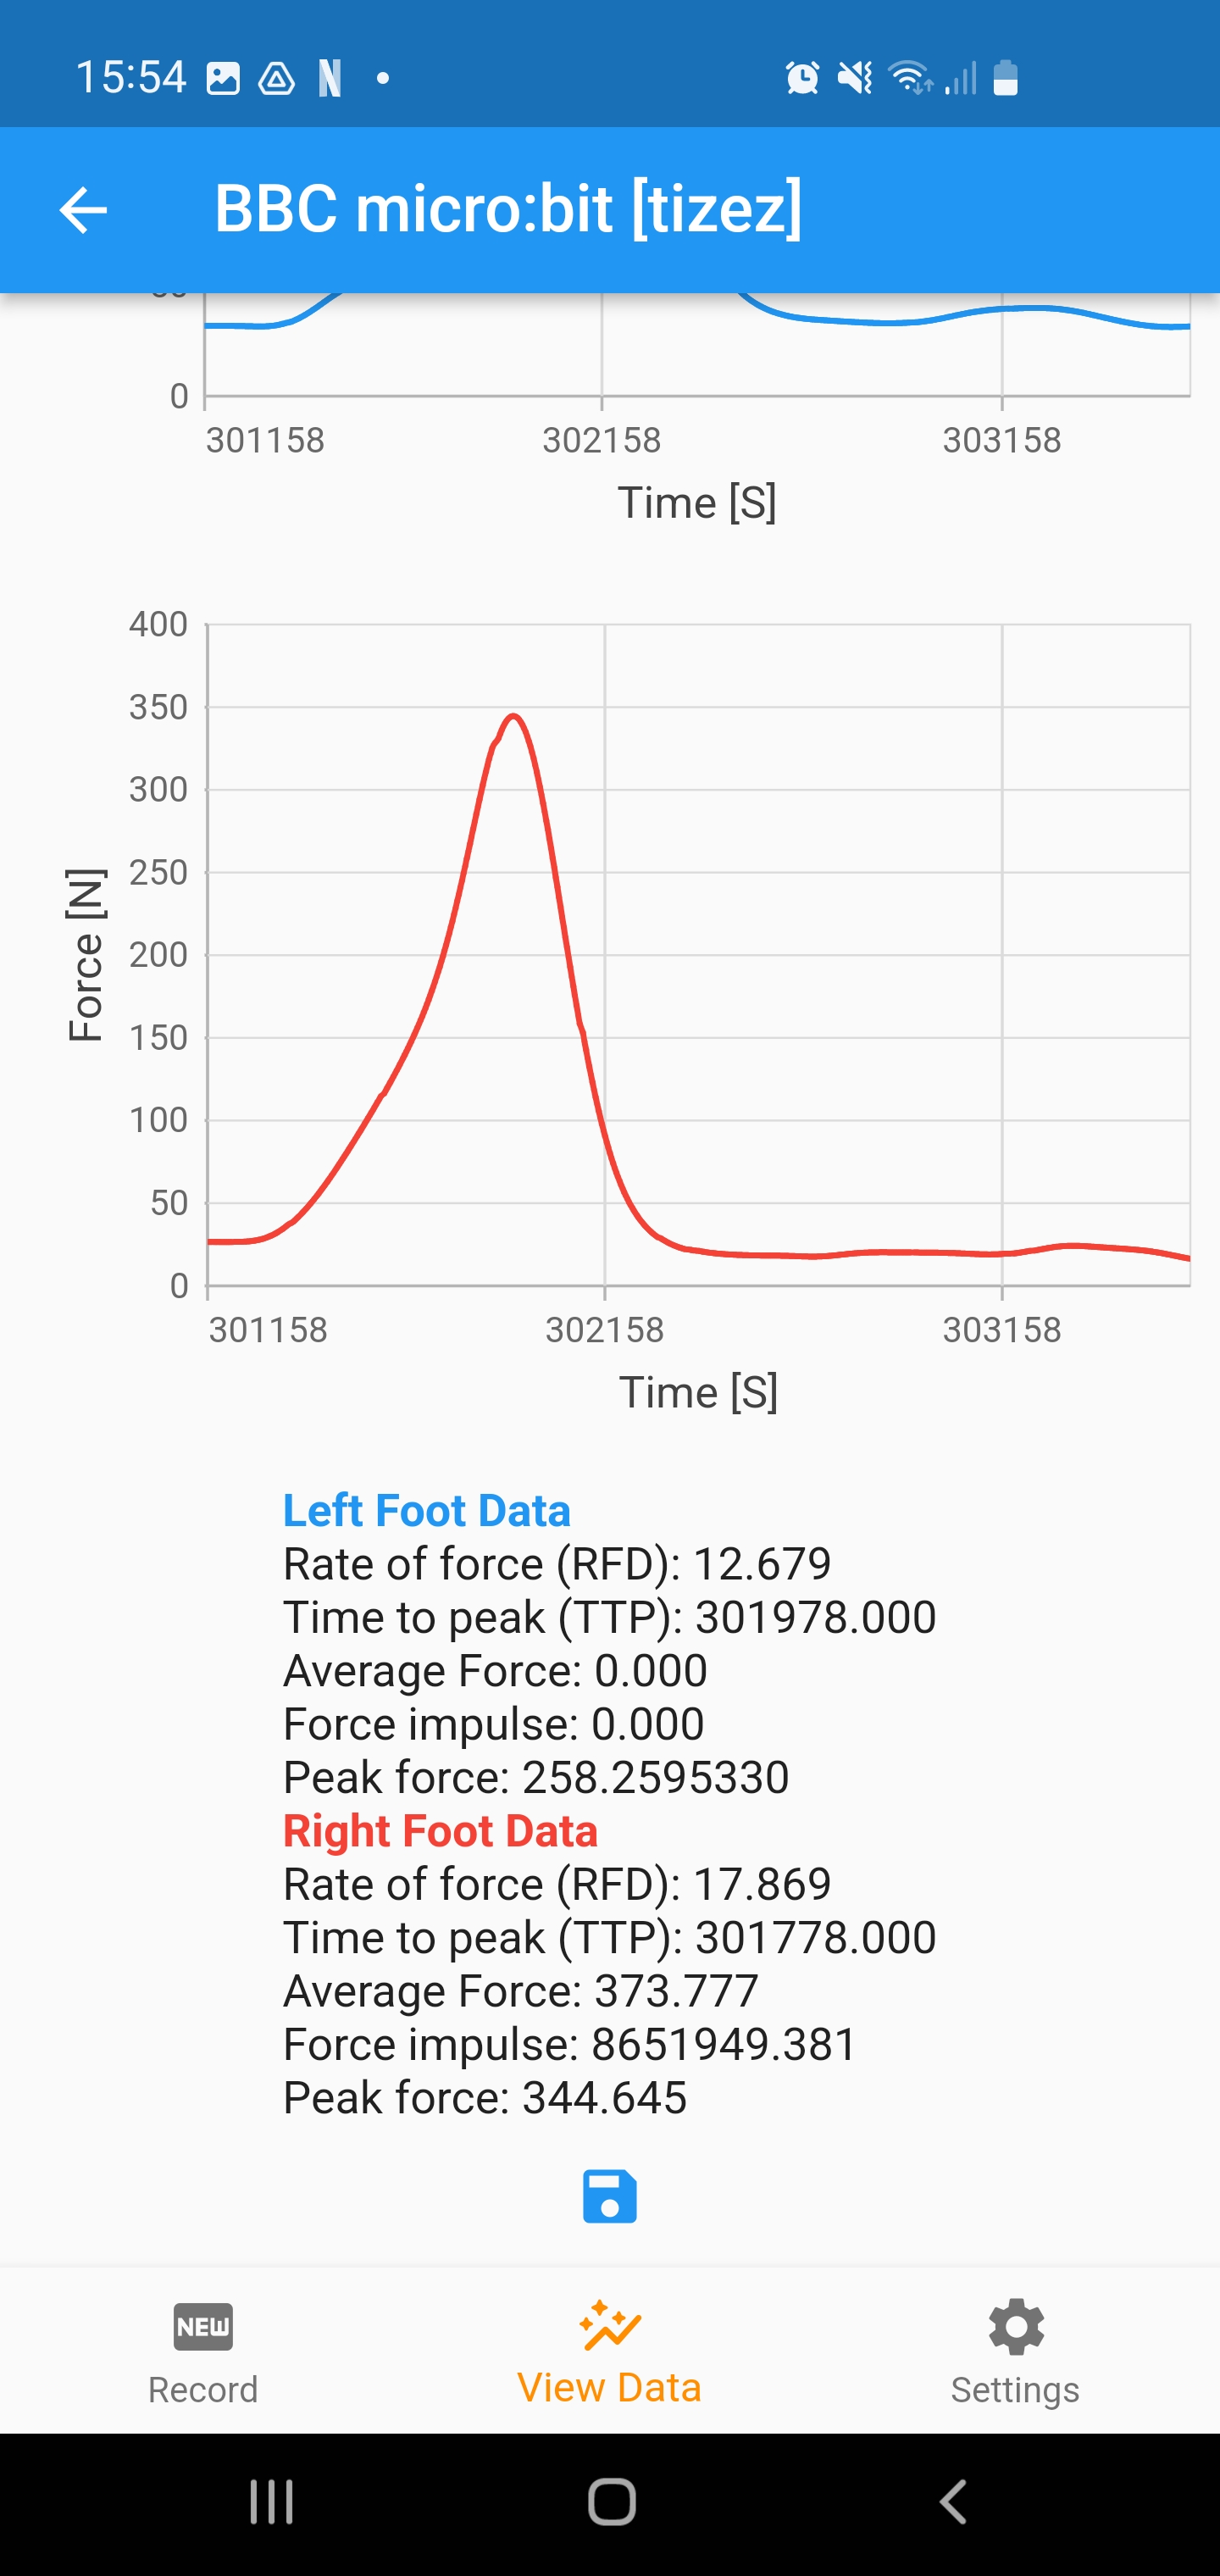 15:54
BBC micro:bit [tizez]
0
301158 302158 303158
Time [S]
400
350
300
250
200
150
100
50
0
Force [N]
301158 302158 303158
Time [S]
Left Foot Data
Rate of force (RFD): 12.679
Time to peak (TTP): 301978.000
Average Force: 0.000
Force impulse: 0.000
Peak force: 258.2595330
Right Foot Data
Rate of force (RFD): 17.869
Time to peak (TTP): 301778.000
Average Force: 373.777
Force impulse: 8651949.381
Peak force: 344.645
NEW
Record View Data Settings